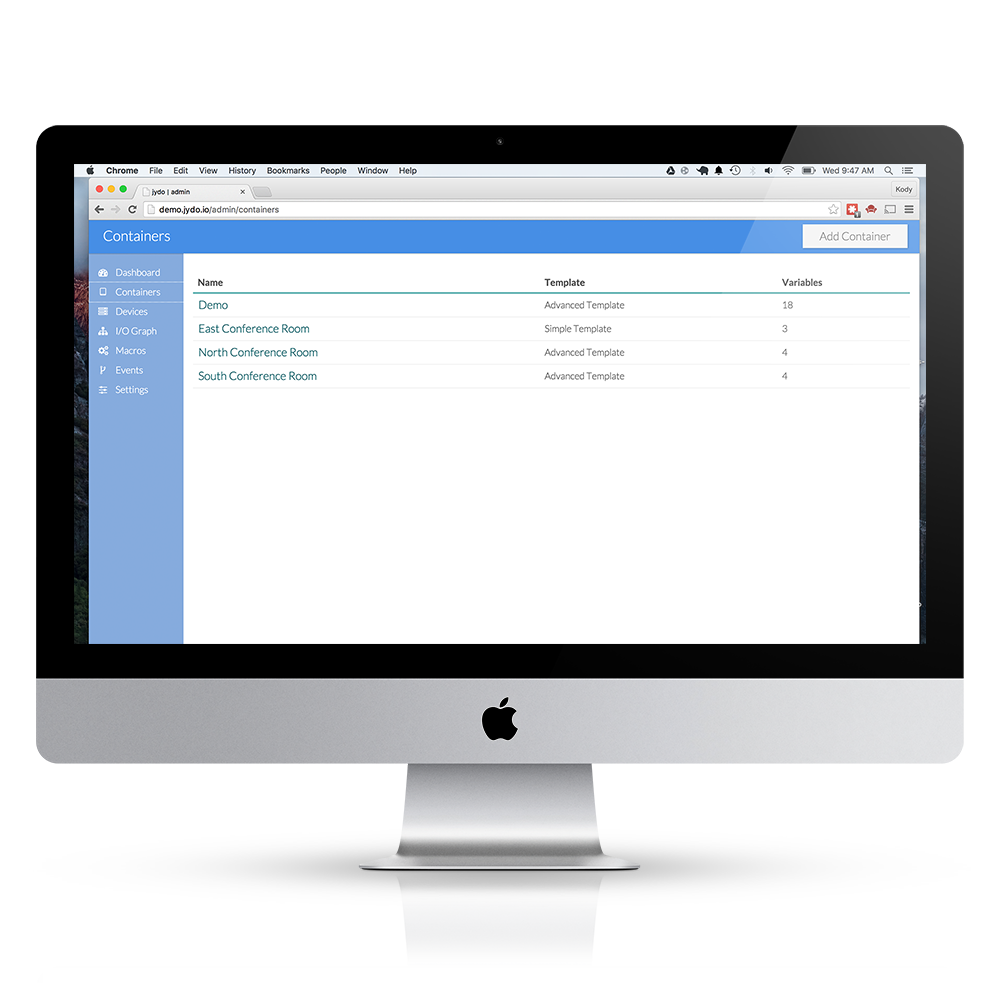 Chrome File Edit View History Bookmarks People Window Help Wed 9:47 AM
jydo | admin Kody
demo.jydo.io/admin/containers
Containers Add Container
Dashboard
Containers
Devices
I/O Graph
Macros
Events
Settings
Name Template Variables
Demo Advanced Template 18
East Conference Room Simple Template 3
North Conference Room Advanced Template 4
South Conference Room Advanced Template 4